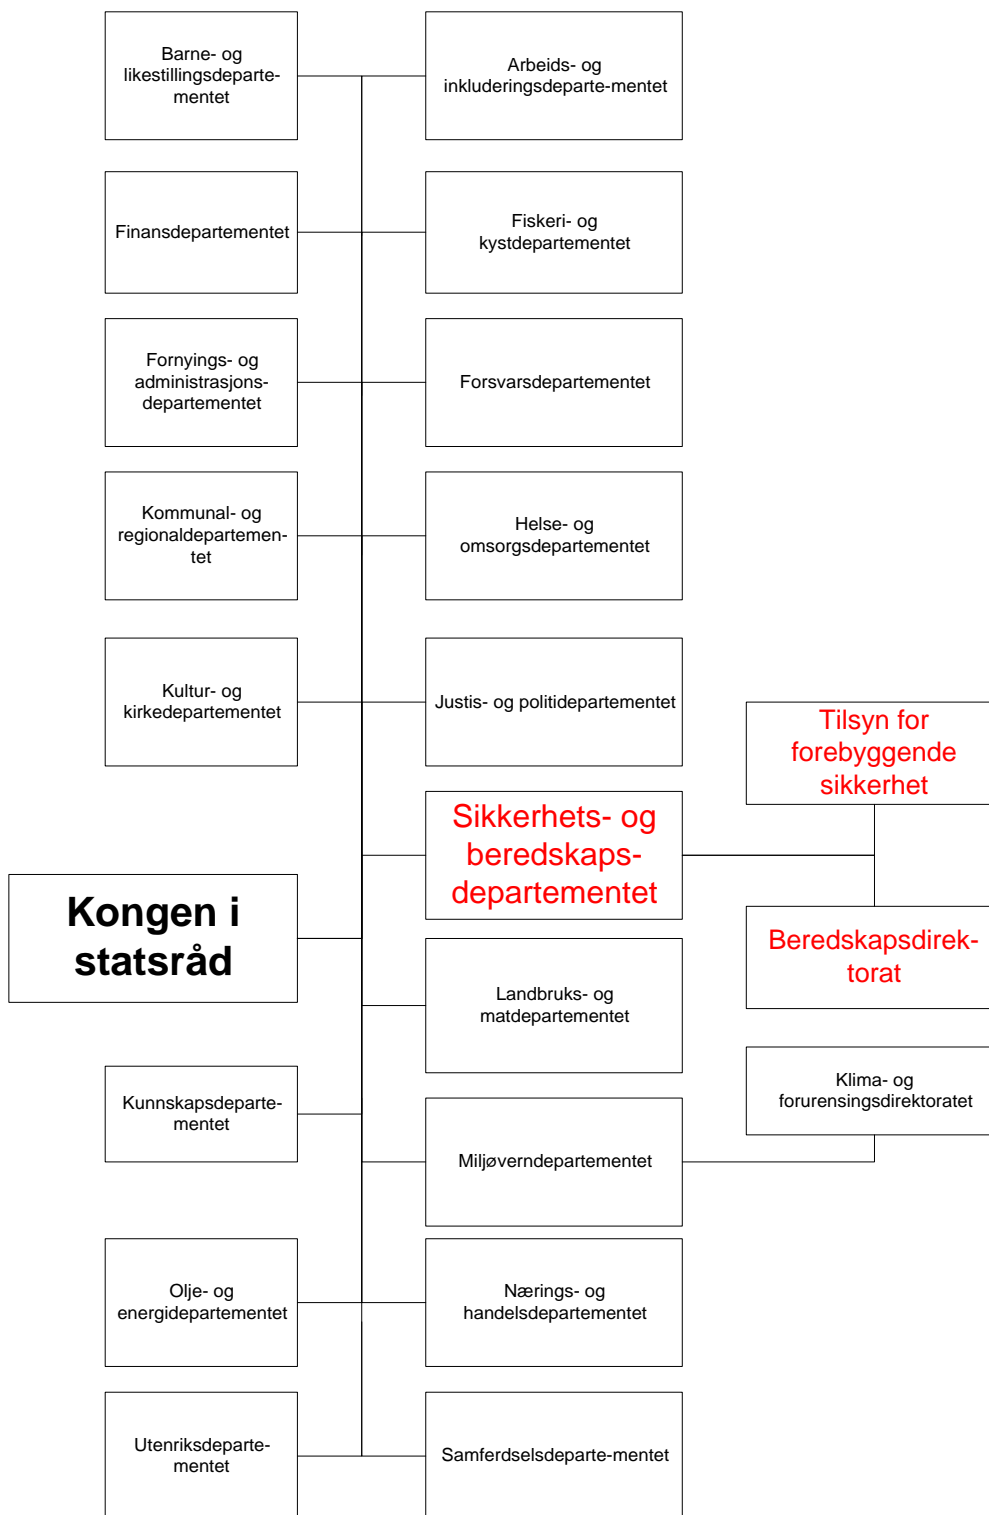 Barne- og
likestillingsdeparte-
mentet
Arbeids- og
inkluderingsdeparte-mentet
Finansdepartementet
Fiskeri- og
kystdepartementet
Fornyings- og
administrasjons-
departementet
Forsvarsdepartementet
Kommunal- og
regionaldepartemen-
tet
Helse- og
omsorgsdepartementet
Kultur- og
kirkedepartementet
Justis- og politidepartementet
Tilsyn for
forebyggende
sikkerhet
Sikkerhets- og
beredskaps-
departementet
Kongen i
statsråd
Beredskapsdirek-
torat
Landbruks- og
matdepartementet
Klima- og
forurensingsdirektoratet
Kunnskapsdeparte-
mentet
Miljøverndepartementet
Olje- og
energidepartementet
Nærings- og
handelsdepartementet
Utenriksdeparte-
mentet
Samferdselsdeparte-mentet